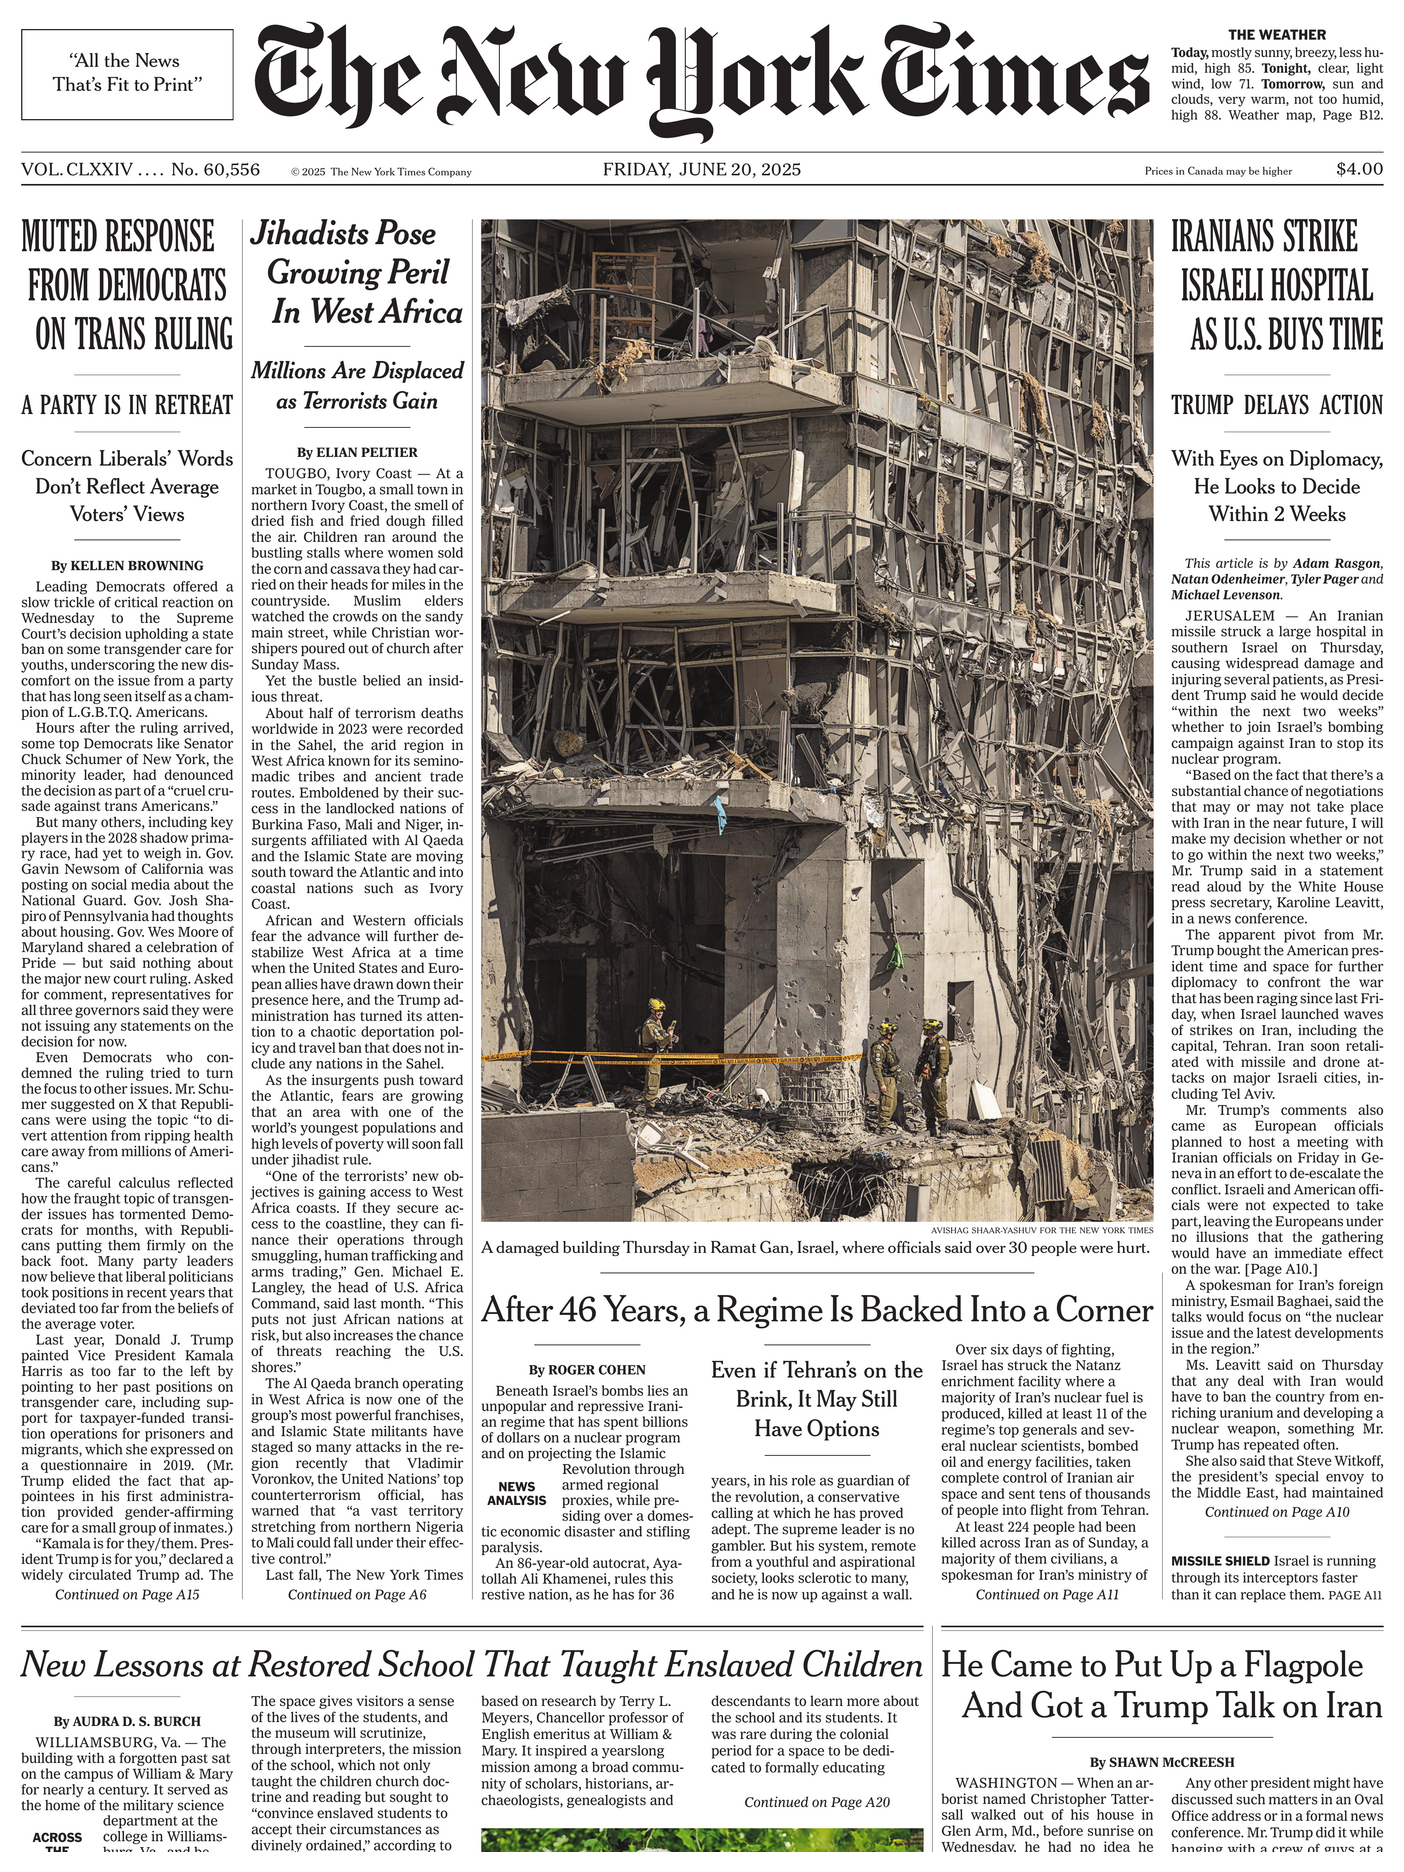 “All the News
That’s Fit to Print”
The New York Times
THE WEATHER
Today, mostly sunny, breezy, less hu-
mid, high 85. Tonight, clear, light
wind, low 71. Tomorrow, sun and
clouds, very warm, not too humid,
high 88. Weather map, Page B12.
VOL. CLXXIV . . . . No. 60,556
© 2025 The New York Times Company
FRIDAY, JUNE 20, 2025
Prices in Canada may be higher
$4.00
MUTED RESPONSE
FROM DEMOCRATS
ON TRANS RULING
A PARTY IS IN RETREAT
Concern Liberals’ Words
Don’t Reflect Average
Voters’ Views
By KELLEN BROWNING
Leading Democrats offered a
slow trickle of critical reaction on
Wednesday to the Supreme
Court’s decision upholding a state
ban on some transgender care for
youths, underscoring the new dis-
comfort on the issue from a party
that has long seen itself as a cham-
pion of L.G.B.T.Q. Americans.
Hours after the ruling arrived,
some top Democrats like Senator
Chuck Schumer of New York, the
minority leader, had denounced
the decision as part of a “cruel cru-
sade against trans Americans.”
But many others, including key
players in the 2028 shadow prima-
ry race, had yet to weigh in. Gov.
Gavin Newsom of California was
posting on social media about the
National Guard. Gov. Josh Sha-
piro of Pennsylvania had thoughts
about housing. Gov. Wes Moore of
Maryland shared a celebration of
Pride — but said nothing about
the major new court ruling. Asked
for comment, representatives for
all three governors said they were
not issuing any statements on the
decision for now.
Even Democrats who con-
demned the ruling tried to turn
the focus to other issues. Mr. Schu-
mer suggested on X that Republi-
cans were using the topic “to di-
vert attention from ripping health
care away from millions of Ameri-
cans.”
The careful calculus reflected
how the fraught topic of transgen-
der issues has tormented Demo-
crats for months, with Republi-
cans putting them firmly on the
back foot. Many party leaders
now believe that liberal politicians
took positions in recent years that
deviated too far from the beliefs of
the average voter.
Last year, Donald J. Trump
painted Vice President Kamala
Harris as too far to the left by
pointing to her past positions on
transgender care, including sup-
port for taxpayer-funded transi-
tion operations for prisoners and
migrants, which she expressed on
a questionnaire in 2019. (Mr.
Trump elided the fact that ap-
pointees in his first administra-
tion provided gender-affirming
care for a small group of inmates.)
“Kamala is for they/them. Pres-
ident Trump is for you,” declared a
widely circulated Trump ad. The
Continued on Page A15
Jihadists Pose
Growing Peril
In West Africa
Millions Are Displaced
as Terrorists Gain
By ELIAN PELTIER
TOUGBO, Ivory Coast — At a
market in Tougbo, a small town in
northern Ivory Coast, the smell of
dried fish and fried dough filled
the air. Children ran around the
bustling stalls where women sold
the corn and cassava they had car-
ried on their heads for miles in the
countryside. Muslim elders
watched the crowds on the sandy
main street, while Christian wor-
shipers poured out of church after
Sunday Mass.
Yet the bustle belied an insid-
ious threat.
About half of terrorism deaths
worldwide in 2023 were recorded
in the Sahel, the arid region in
West Africa known for its semino-
madic tribes and ancient trade
routes. Emboldened by their suc-
cess in the landlocked nations of
Burkina Faso, Mali and Niger, in-
surgents affiliated with Al Qaeda
and the Islamic State are moving
south toward the Atlantic and into
coastal nations such as Ivory
Coast.
African and Western officials
fear the advance will further de-
stabilize West Africa at a time
when the United States and Euro-
pean allies have drawn down their
presence here, and the Trump ad-
ministration has turned its atten-
tion to a chaotic deportation pol-
icy and travel ban that does not in-
clude any nations in the Sahel.
As the insurgents push toward
the Atlantic, fears are growing
that an area with one of the
world’s youngest populations and
high levels of poverty will soon fall
under jihadist rule.
“One of the terrorists’ new ob-
jectives is gaining access to West
Africa coasts. If they secure ac-
cess to the coastline, they can fi-
nance their operations through
smuggling, human trafficking and
arms trading,” Gen. Michael E.
Langley, the head of U.S. Africa
Command, said last month. “This
puts not just African nations at
risk, but also increases the chance
of threats reaching the U.S.
shores.”
The Al Qaeda branch operating
in West Africa is now one of the
group’s most powerful franchises,
and Islamic State militants have
staged so many attacks in the re-
gion recently that Vladimir
Voronkov, the United Nations’ top
counterterrorism official, has
warned that “a vast territory
stretching from northern Nigeria
to Mali could fall under their effec-
tive control.”
Last fall, The New York Times
Continued on Page A6
AVISHAG SHAAR-YASHUV FOR THE NEW YORK TIMES
A damaged building Thursday in Ramat Gan, Israel, where officials said over 30 people were hurt.
After 46 Years, a Regime Is Backed Into a Corner
By ROGER COHEN
Beneath Israel’s bombs lies an
unpopular and repressive Irani-
an regime that has spent billions
of dollars on a nuclear program
and on projecting the Islamic
Revolution through
armed regional
proxies, while pre-
siding over a domes-
NEWS
ANALYSIS
tic economic disaster and stifling
paralysis.
An 86-year-old autocrat, Aya-
tollah Ali Khamenei, rules this
restive nation, as he has for 36
Even if Tehran’s on the
Brink, It May Still
Have Options
years, in his role as guardian of
the revolution, a conservative
calling at which he has proved
adept. The supreme leader is no
gambler. But his system, remote
from a youthful and aspirational
society, looks sclerotic to many,
and he is now up against a wall.
Over six days of fighting,
Israel has struck the Natanz
enrichment facility where a
majority of Iran’s nuclear fuel is
produced, killed at least 11 of the
regime’s top generals and sev-
eral nuclear scientists, bombed
oil and energy facilities, taken
complete control of Iranian air
space and sent tens of thousands
of people into flight from Tehran.
At least 224 people had been
killed across Iran as of Sunday, a
majority of them civilians, a
spokesman for Iran’s ministry of
Continued on Page A11
IRANIANS STRIKE
ISRAELI HOSPITAL
AS U.S. BUYS TIME
TRUMP DELAYS ACTION
With Eyes on Diplomacy,
He Looks to Decide
Within 2 Weeks
This article is by Adam Rasgon,
Natan Odenheimer, Tyler Pager and
Michael Levenson.
JERUSALEM — An Iranian
missile struck a large hospital in
southern Israel on Thursday,
causing widespread damage and
injuring several patients, as Presi-
dent Trump said he would decide
“within the next two weeks”
whether to join Israel’s bombing
campaign against Iran to stop its
nuclear program.
“Based on the fact that there’s a
substantial chance of negotiations
that may or may not take place
with Iran in the near future, I will
make my decision whether or not
to go within the next two weeks,”
Mr. Trump said in a statement
read aloud by the White House
press secretary, Karoline Leavitt,
in a news conference.
The apparent pivot from Mr.
Trump bought the American pres-
ident time and space for further
diplomacy to confront the war
that has been raging since last Fri-
day, when Israel launched waves
of strikes on Iran, including the
capital, Tehran. Iran soon retali-
ated with missile and drone at-
tacks on major Israeli cities, in-
cluding Tel Aviv.
Mr. Trump’s comments also
came as European officials
planned to host a meeting with
Iranian officials on Friday in Ge-
neva in an effort to de-escalate the
conflict. Israeli and American offi-
cials were not expected to take
part, leaving the Europeans under
no illusions that the gathering
would have an immediate effect
on the war. [Page A10.]
A spokesman for Iran’s foreign
ministry, Esmail Baghaei, said the
talks would focus on “the nuclear
issue and the latest developments
in the region.”
Ms. Leavitt said on Thursday
that any deal with Iran would
have to ban the country from en-
riching uranium and developing a
nuclear weapon, something Mr.
Trump has repeated often.
She also said that Steve Witkoff,
the president’s special envoy to
the Middle East, had maintained
Continued on Page A10
MISSILE SHIELD Israel is running
through its interceptors faster
than it can replace them. PAGE A11
New Lessons at Restored School That Taught Enslaved Children
By AUDRA D. S. BURCH
WILLIAMSBURG, Va. — The
building with a forgotten past sat
on the campus of William & Mary
for nearly a century. It served as
the home of the military science
department at the
college in Williams-
burg, Va., and be
ACROSS
THE
The space gives visitors a sense
of the lives of the students, and
the museum will scrutinize,
through interpreters, the mission
of the school, which not only
taught the children church doc-
trine and reading but sought to
“convince enslaved students to
accept their circumstances as
divinely ordained,” according to
based on research by Terry L.
Meyers, Chancellor professor of
English emeritus at William &
Mary. It inspired a yearslong
mission among a broad commu-
nity of scholars, historians, ar-
chaeologists, genealogists and
descendants to learn more about
the school and its students. It
was rare during the colonial
period for a space to be dedi-
cated to formally educating
Continued on Page A20
He Came to Put Up a Flagpole
And Got a Trump Talk on Iran
By SHAWN McCREESH
WASHINGTON — When an ar-
borist named Christopher Tatter-
sall walked out of his house in
Glen Arm, Md., before sunrise on
Wednesday, he had no idea he
Any other president might have
discussed such matters in an Oval
Office address or in a formal news
conference. Mr. Trump did it while
hanging with a crew of guys at a